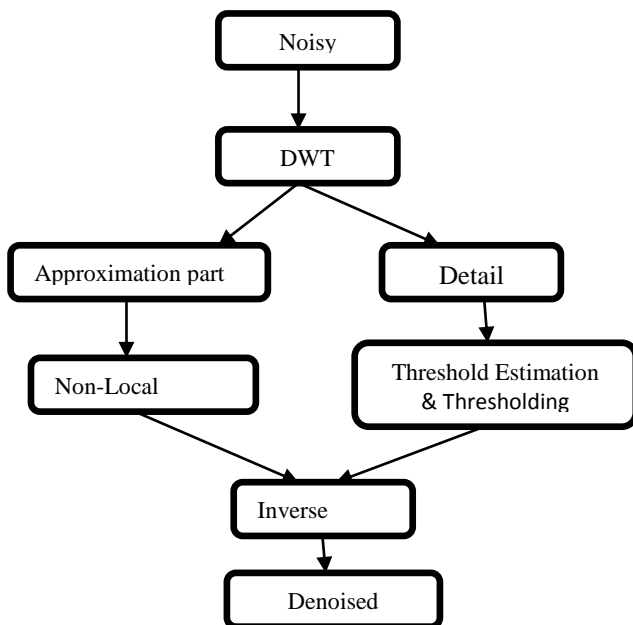 Noisy
DWT
Approximation part
Detail
Non-Local
Threshold Estimation
& Thresholding
Inverse
Denoised